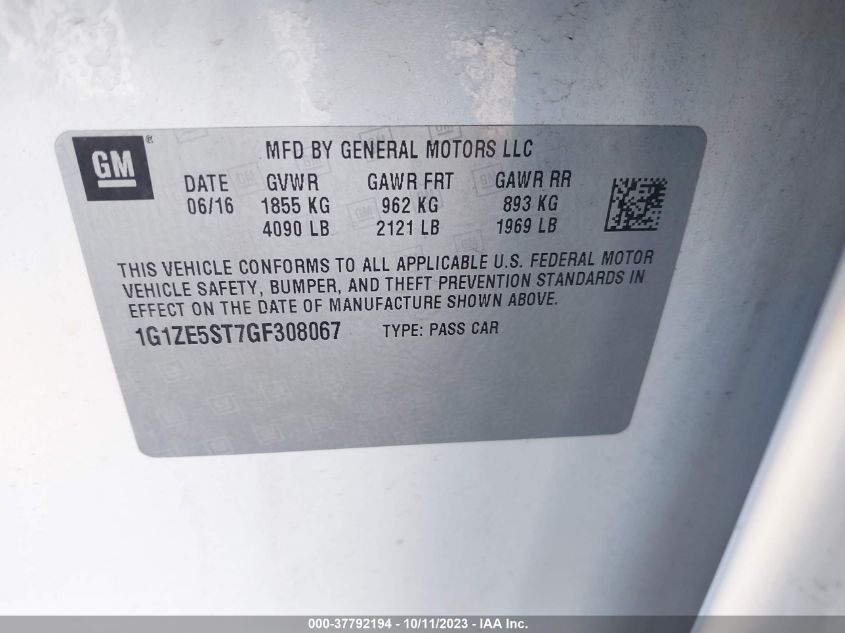 GM ®
MFD BY GENERAL MOTORS LLC
DATE GVWR GAWR FRT GAWR RR
06/16 1855 KG 962 KG 893 KG
4090 LB 2121 LB 1969 LB
THIS VEHICLE CONFORMS TO ALL APPLICABLE U.S. FEDERAL MOTOR
VEHICLE SAFETY, BUMPER, AND THEFT PREVENTION STANDARDS IN
EFFECT ON THE DATE OF MANUFACTURE SHOWN ABOVE.
1G1ZE5ST7GF308067 TYPE: PASS CAR
000-37792194 - 10/11/2023 - IAA Inc.